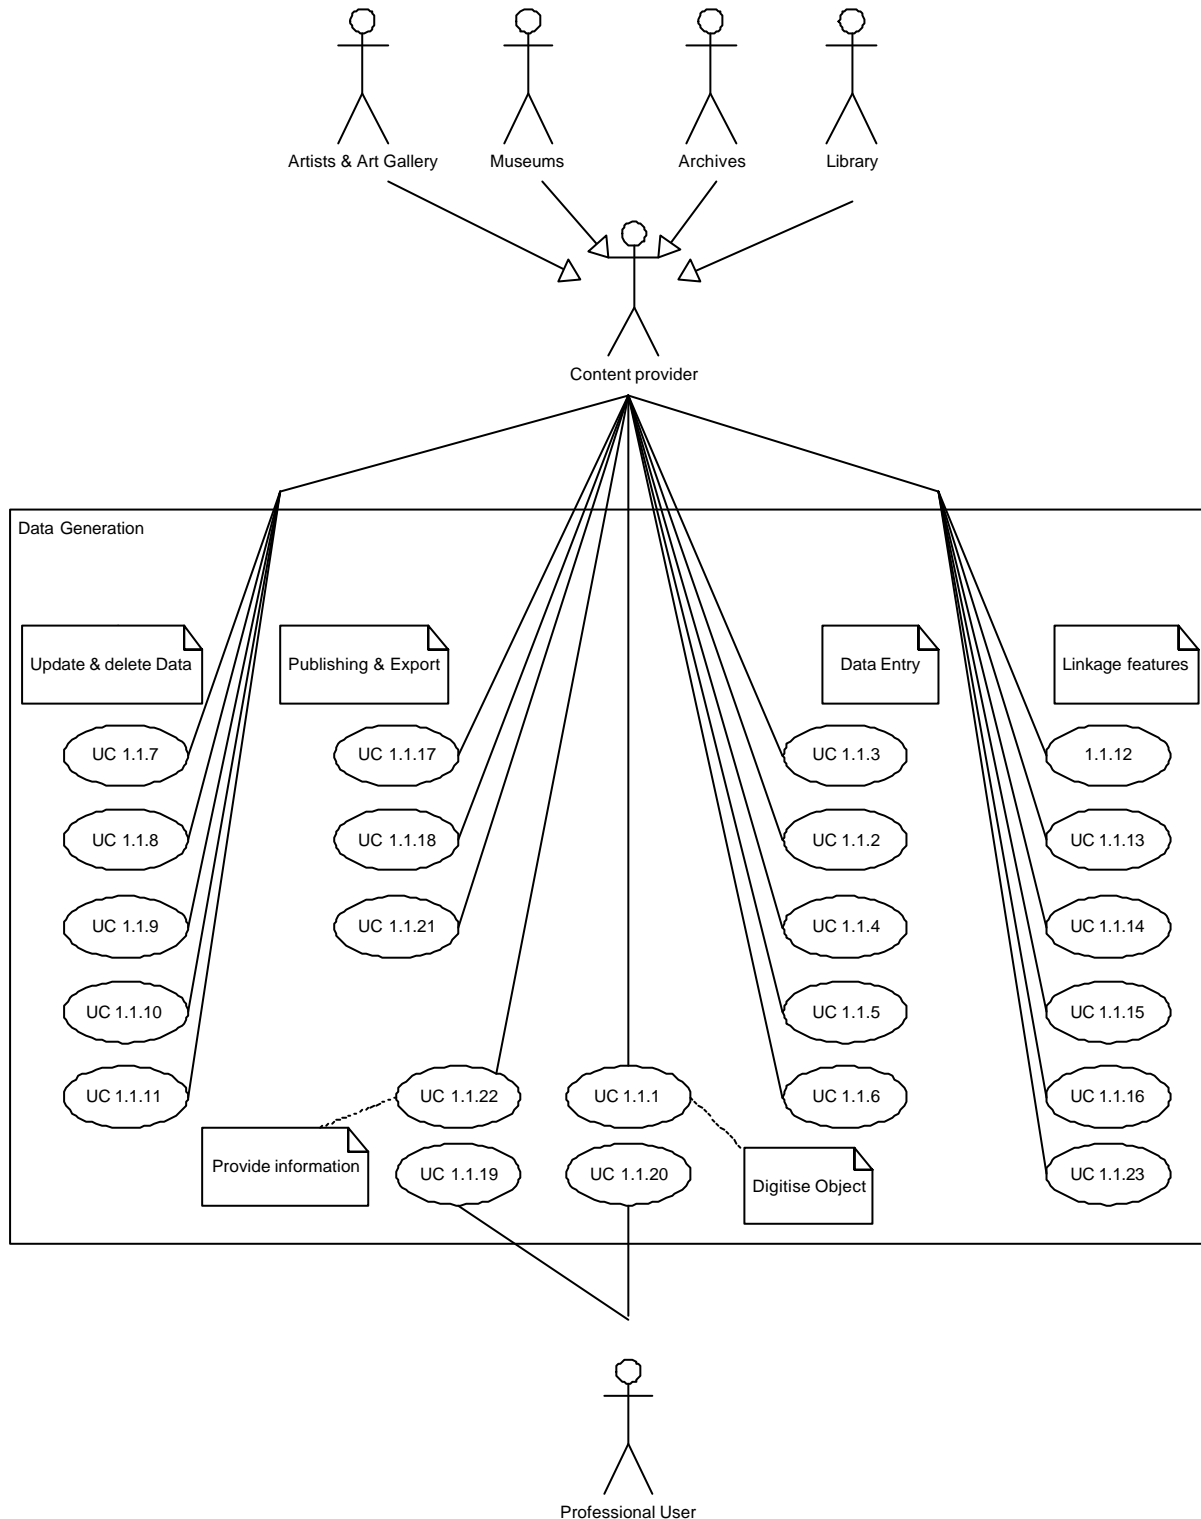 Artists & Art Gallery
Museums
Archives
Library
Content provider
Data Generation
Update & delete Data
Publishing & Export
Data Entry
Linkage features
UC 1.1.7
UC 1.1.17
UC 1.1.3
1.1.12
UC 1.1.8
UC 1.1.18
UC 1.1.2
UC 1.1.13
UC 1.1.9
UC 1.1.21
UC 1.1.4
UC 1.1.14
UC 1.1.10
UC 1.1.5
UC 1.1.15
UC 1.1.11
UC 1.1.22
UC 1.1.1
UC 1.1.6
UC 1.1.16
Provide information
UC 1.1.19
UC 1.1.20
Digitise Object
UC 1.1.23
Professional User